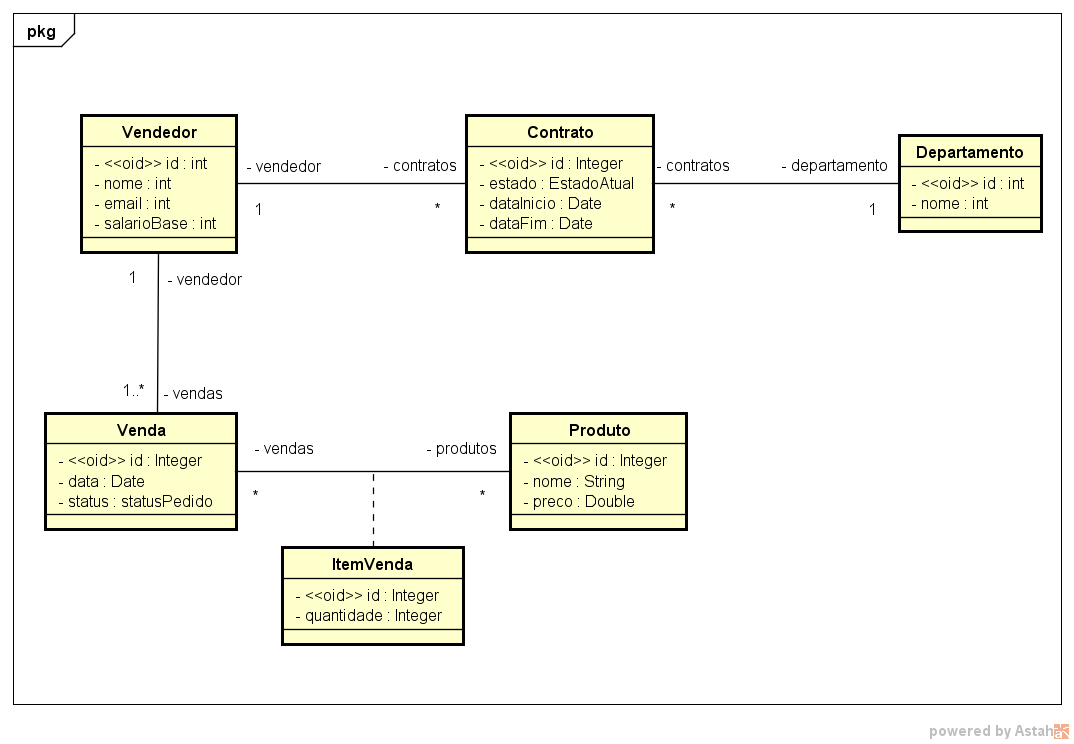 pkg
Vendedor
- <<oid>> id : int
- nome : int
- email : int
- salarioBase : int
- vendedor
1
- contratos
*
Contrato
- <<oid>> id : Integer
- estado : EstadoAtual
- dataInicio : Date
- dataFim : Date
- contratos
*
- departamento
1
Departamento
- <<oid>> id : int
- nome : int
1
- vendedor
1..*
- vendas
Venda
- <<oid>> id : Integer
- data : Date
- status : statusPedido
- vendas
*
- produtos
*
Produto
- <<oid>> id : Integer
- nome : String
- preco : Double
ItemVenda
- <<oid>> id : Integer
- quantidade : Integer
powered by Astah